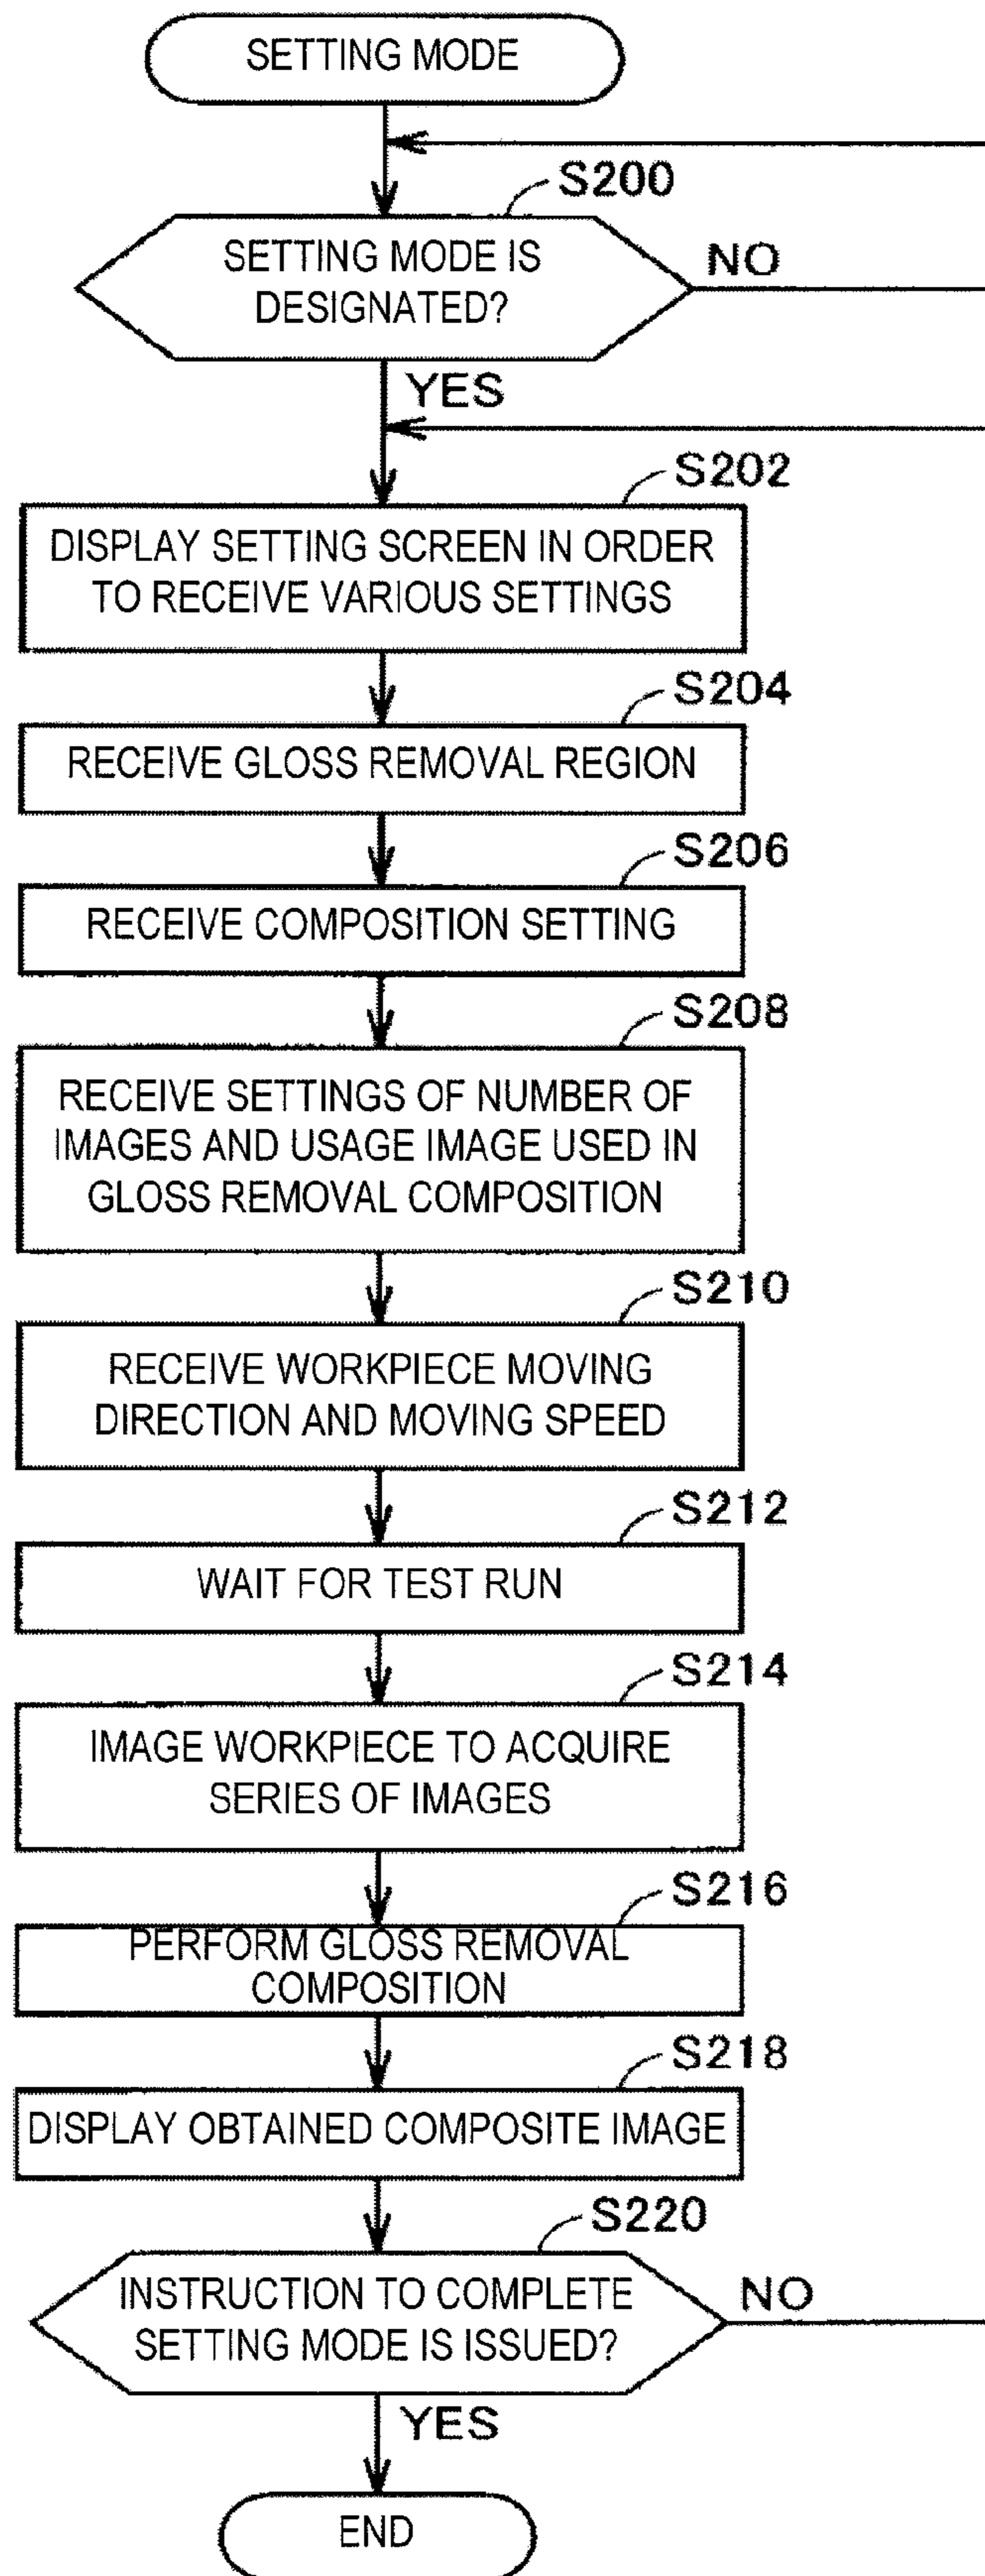 SETTING MODE
S200
SETTING MODE IS
DESIGNATED?
NO
YES
S202
DISPLAY SETTING SCREEN IN ORDER
TO RECEIVE VARIOUS SETTINGS
S204
RECEIVE GLOSS REMOVAL REGION
S206
RECEIVE COMPOSITION SETTING
S208
RECEIVE SETTINGS OF NUMBER OF
IMAGES AND USAGE IMAGE USED IN
GLOSS REMOVAL COMPOSITION
S210
RECEIVE WORKPIECE MOVING
DIRECTION AND MOVING SPEED
S212
WAIT FOR TEST RUN
S214
IMAGE WORKPIECE TO ACQUIRE
SERIES OF IMAGES
S216
PERFORM GLOSS REMOVAL
COMPOSITION
S218
DISPLAY OBTAINED COMPOSITE IMAGE
S220
INSTRUCTION TO COMPLETE
SETTING MODE IS ISSUED?
NO
YES
END